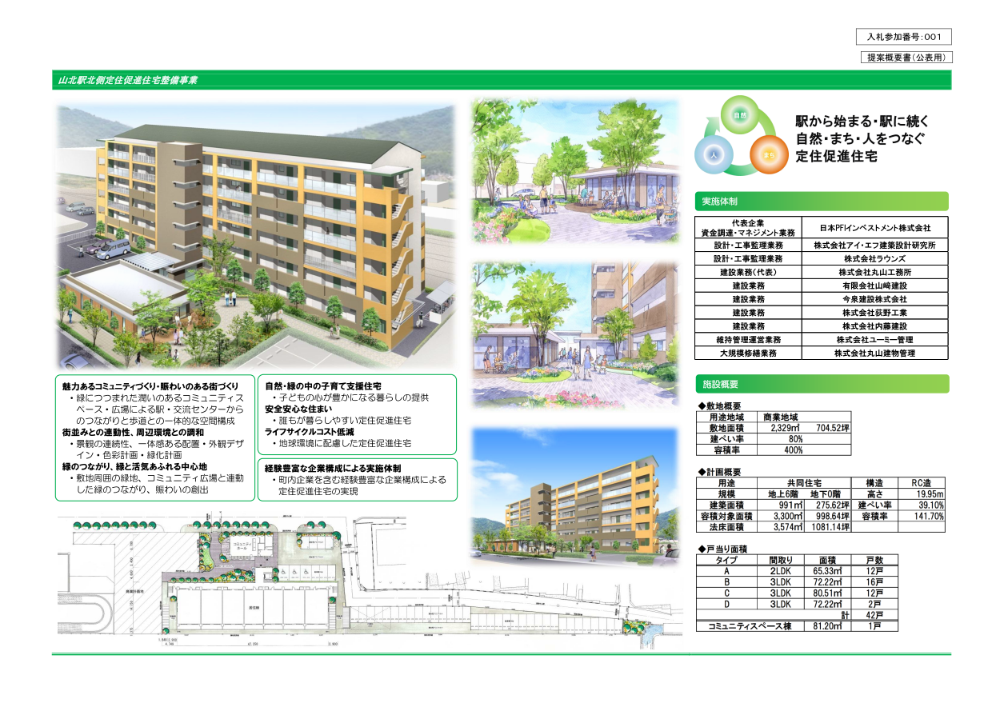 入札参加番号:001
提案概要書(公表用)
山北駅北側定住促進住宅整備事業
自然
人
まち
駅から始まる・駅に続く
自然・まち・人をつなぐ
定住促進住宅
魅力あるコミュニティづくり・賑わいのある街づくり
・緑につつまれた潤いのあるコミュニティス
ペース・広場による駅・交流センターから
のつながりと歩道との一体的な空間構成
街並みとの連動性、周辺環境との調和
・景観の連続性、一体感ある配置・外観デザ
イン・色彩計画・緑化計画
緑のつながり、緑と活気あふれる中心地
・敷地周囲の緑地、コミュニティ広場と連動
した緑のつながり、賑わいの創出
自然・緑の中の子育て支援住宅
・子どもの心が豊かになる暮らしの提供
安全安心な住まい
・誰もが暮らしやすい定住促進住宅
ライフサイクルコスト低減
・地球環境に配慮した定住促進住宅
経験豊富な企業構成による実施体制
・町内企業を含む経験豊富な企業構成による
定住促進住宅の実現
コミュニティ
ホール
居住棟
実施体制
代表企業
資金調達・マネジメント業務 日本PFIインベストメント株式会社
設計・工事監理業務 株式会社アイ・エフ建築設計研究所
設計・工事監理業務 株式会社ラウンズ
建設業務(代表) 株式会社丸山工務所
建設業務 有限会社山﨑建設
建設業務 今泉建設株式会社
建設業務 株式会社荻野工業
建設業務 株式会社内藤建設
維持管理運営業務 株式会社ユーミー管理
大規模修繕業務 株式会社丸山建物管理
施設概要
◆敷地概要
用途地域 商業地域
敷地面積 2,329㎡ 704.52坪
建ぺい率 80%
容積率 400%
◆計画概要
用途 共同住宅 構造 RC造
規模 地上6階 地下0階 高さ 19.95m
建築面積 991㎡ 275.62坪 建ぺい率 39.10%
容積対象面積 3,300㎡ 998.64坪 容積率 141.70%
法床面積 3,574㎡ 1081.14坪
◆戸当り面積
タイプ 間取り 面積 戸数
A 2LDK 65.33㎡ 12戸
B 3LDK 72.22㎡ 16戸
C 3LDK 80.51㎡ 12戸
D 3LDK 72.22㎡ 2戸
計 42戸
コミュニティスペース棟 81.20㎡ 1戸